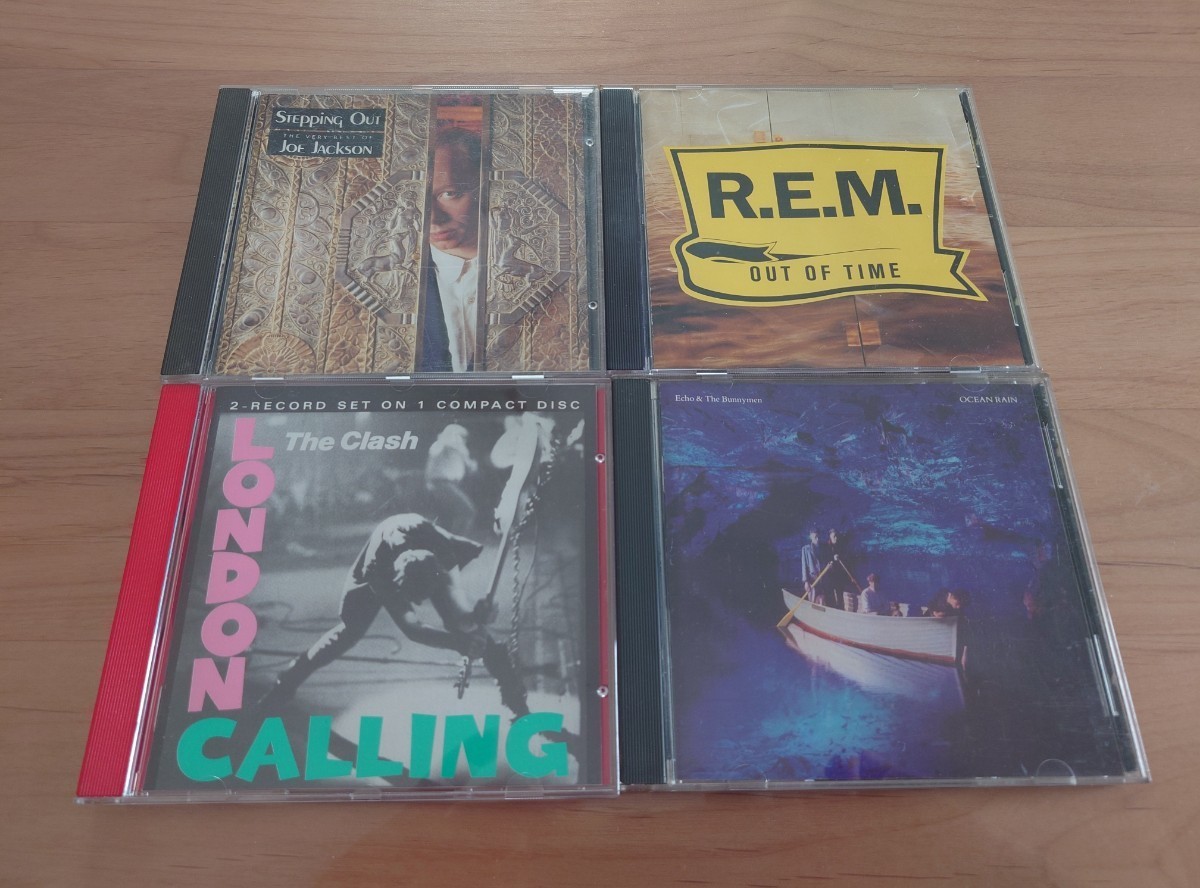 STEPPING OUT
THE VERY BEST OF
JOE JACKSON
R.E.M.
OUT OF TIME
2-RECORD SET ON 1 COMPACT DISC
The Clash
LONDON
CALLING
Echo & The Bunnymen
OCEAN RAIN